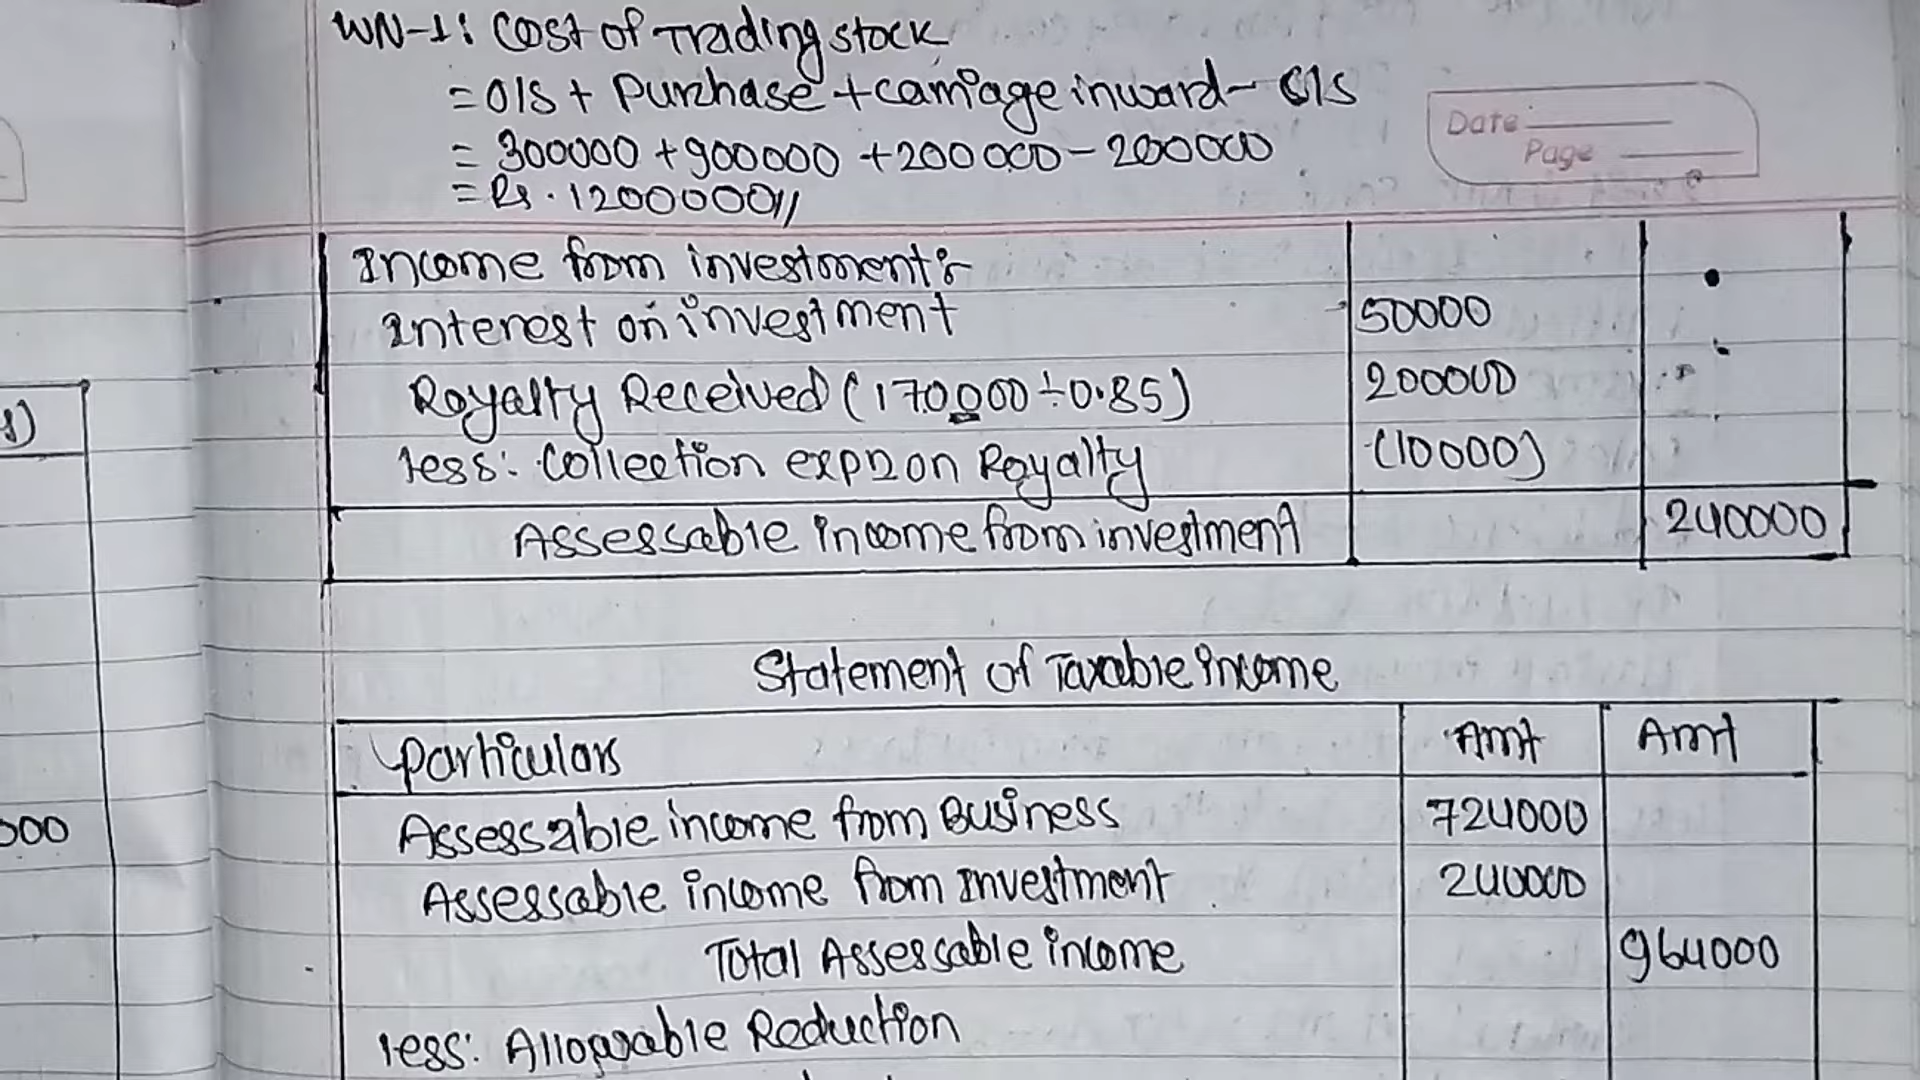 WN-1: Cost of Trading stock
= O/S + Purchase + carriage inward - C/S
= 300000 + 900000 + 200000 - 200000
= Rs. 1200000//
Date
Page
Income from investment:-
Interest on investment 50000
Royalty Received (170000÷0.85) 200000
less: Collection expn on Royalty (10000)
Assessable income from investment 240000
Statement of Taxable income
Particulars Amt Amt
Assessable income from Business 724000
000
Assessable income from Investment 240000
Total Assessable income 964000
less: Allowable Reduction